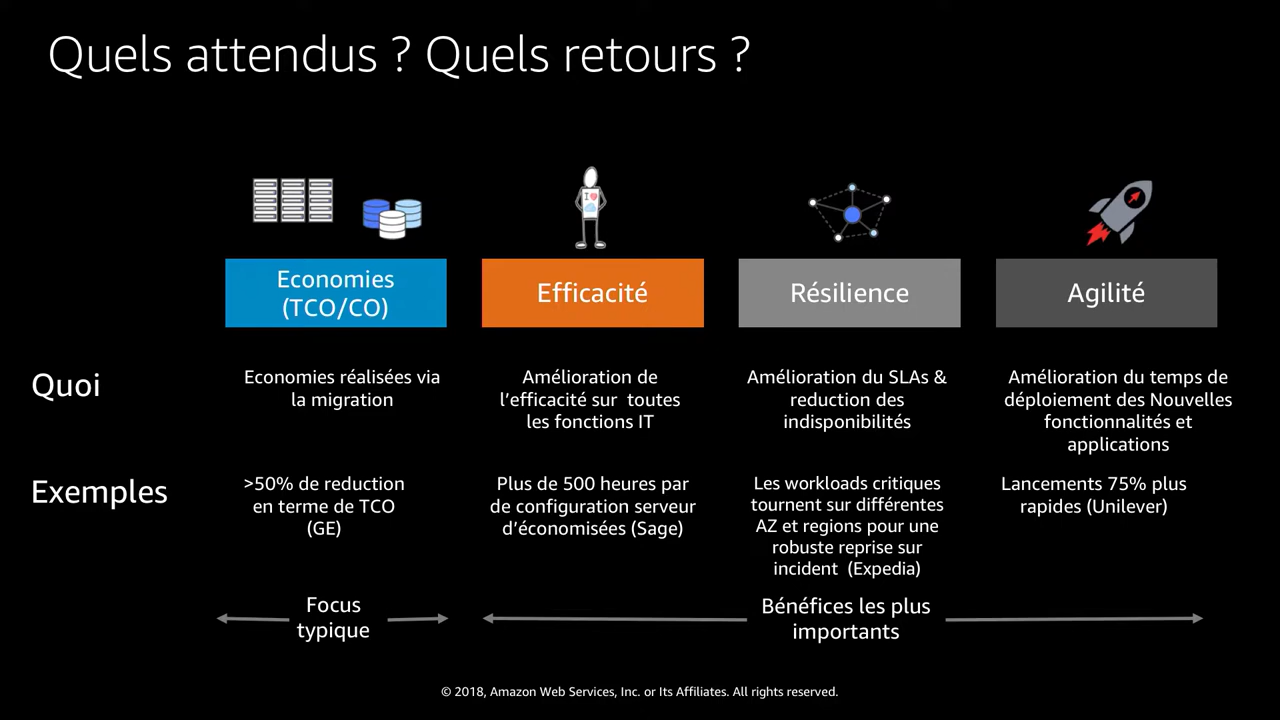 Quels attendus ? Quels retours ?
I
Economies
(TCO/CO)
Efficacité
Résilience
Agilité
Quoi
Economies réalisées via
la migration
Amélioration de
l'efficacité sur toutes
les fonctions IT
Amélioration du SLAs &
reduction des
indisponibilités
Amélioration du temps de
déploiement des Nouvelles
fonctionnalités et
applications
Exemples
>50% de reduction
en terme de TCO
(GE)
Plus de 500 heures par
de configuration serveur
d'économisées (Sage)
Les workloads critiques
tournent sur différentes
AZ et regions pour une
robuste reprise sur
incident (Expedia)
Lancements 75% plus
rapides (Unilever)
Focus
typique
Bénéfices les plus
importants
© 2018, Amazon Web Services, Inc. or Its Affiliates. All rights reserved.